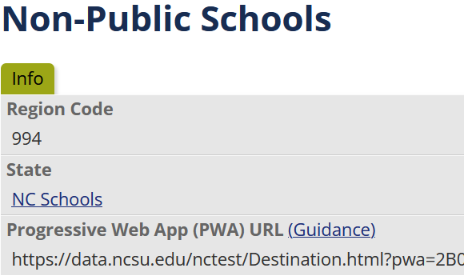 Non-Public Schools
Info
Region Code
994
State
NC Schools
Progressive Web App (PWA) URL (Guidance)
https://data.ncsu.edu/nctest/Destination.html?pwa=2B0